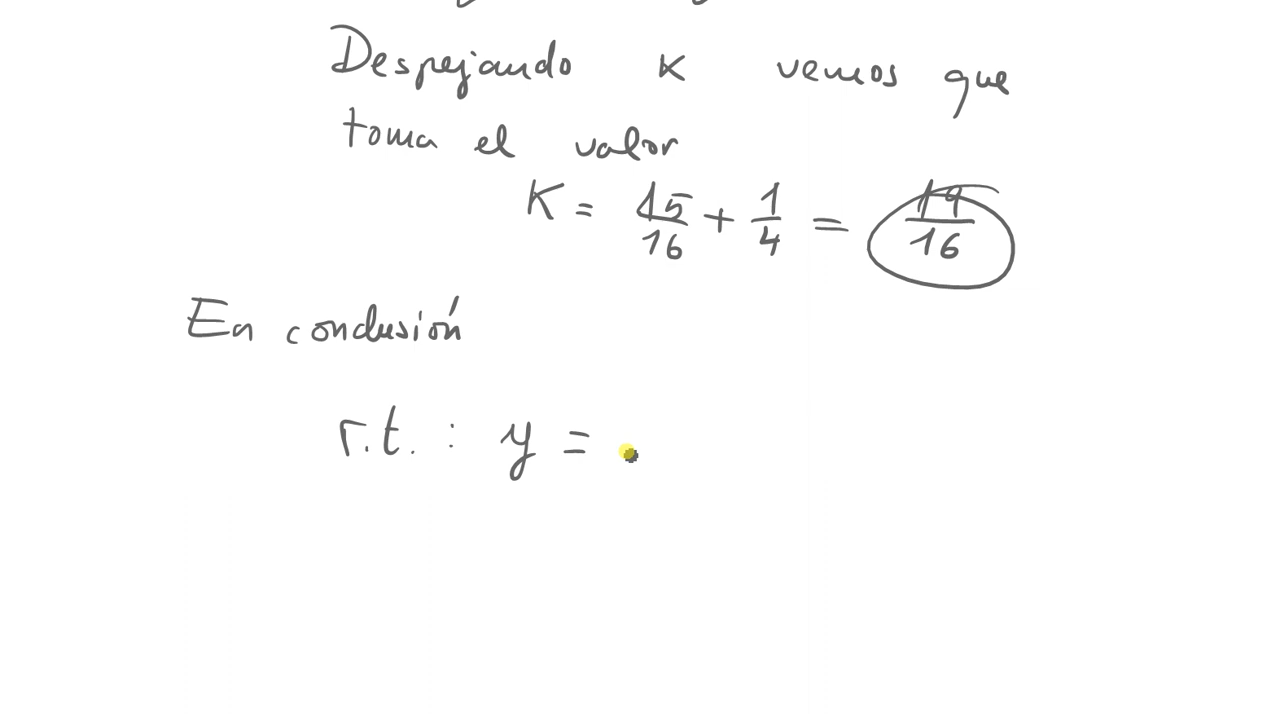 Despejando K vemos que
toma el valor
K = 15/16 + 1/4 = 19/16
En conclusión
r.t. : y =